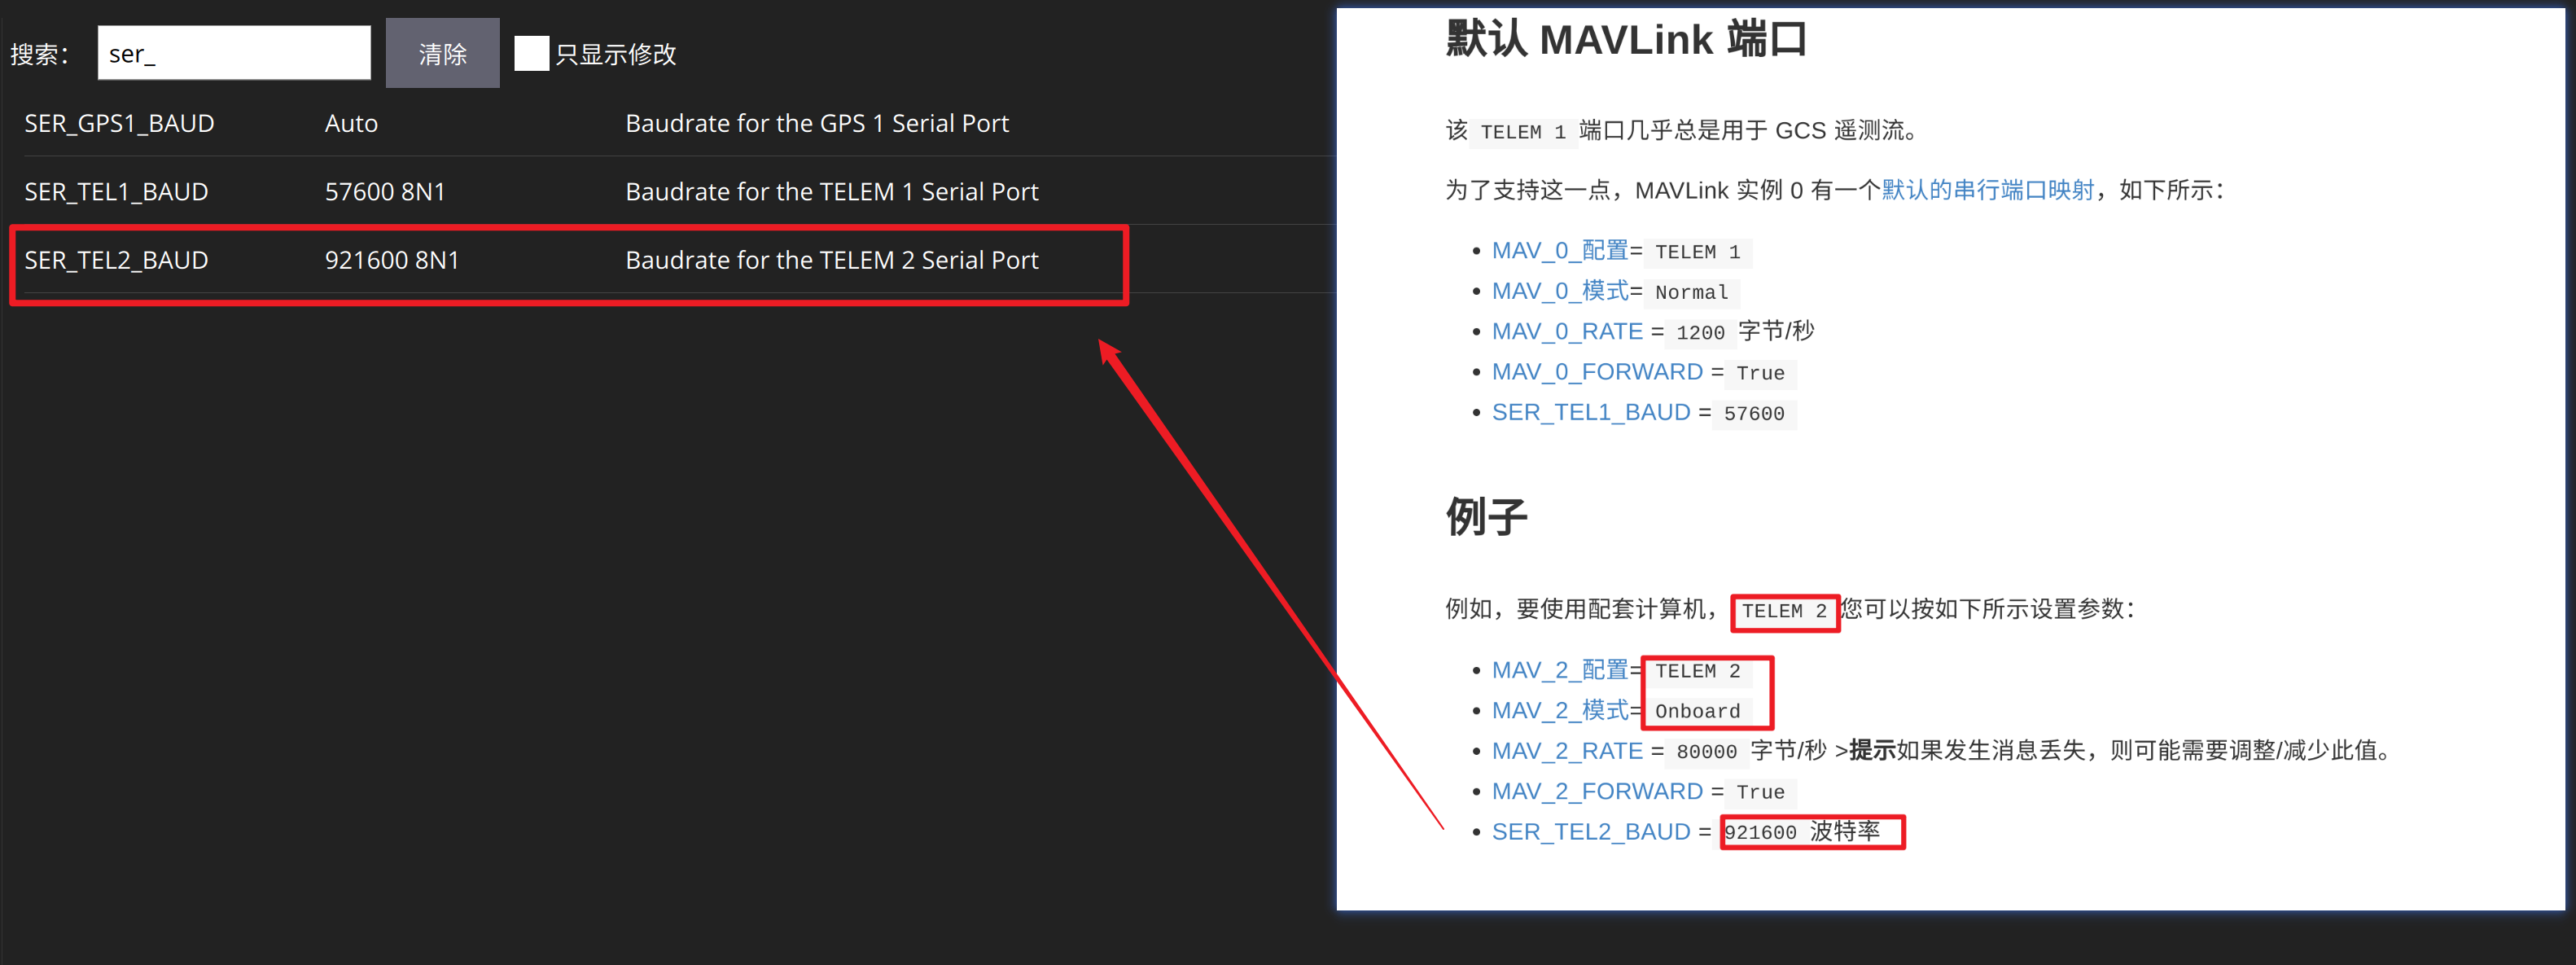 搜索：
ser_
清除
只显示修改
SER_GPS1_BAUD Auto Baudrate for the GPS 1 Serial Port
SER_TEL1_BAUD 57600 8N1 Baudrate for the TELEM 1 Serial Port
SER_TEL2_BAUD 921600 8N1 Baudrate for the TELEM 2 Serial Port
默认 MAVLink 端口
该 TELEM 1 端口几乎总是用于 GCS 遥测流。
为了支持这一点，MAVLink 实例 0 有一个默认的串行端口映射，如下所示：
• MAV_0_配置= TELEM 1
• MAV_0_模式= Normal
• MAV_0_RATE = 1200 字节/秒
• MAV_0_FORWARD = True
• SER_TEL1_BAUD = 57600
例子
例如，要使用配套计算机， TELEM 2 您可以按如下所示设置参数：
• MAV_2_配置= TELEM 2
• MAV_2_模式= Onboard
• MAV_2_RATE = 80000 字节/秒 >提示如果发生消息丢失，则可能需要调整/减少此值。
• MAV_2_FORWARD = True
• SER_TEL2_BAUD = 921600 波特率